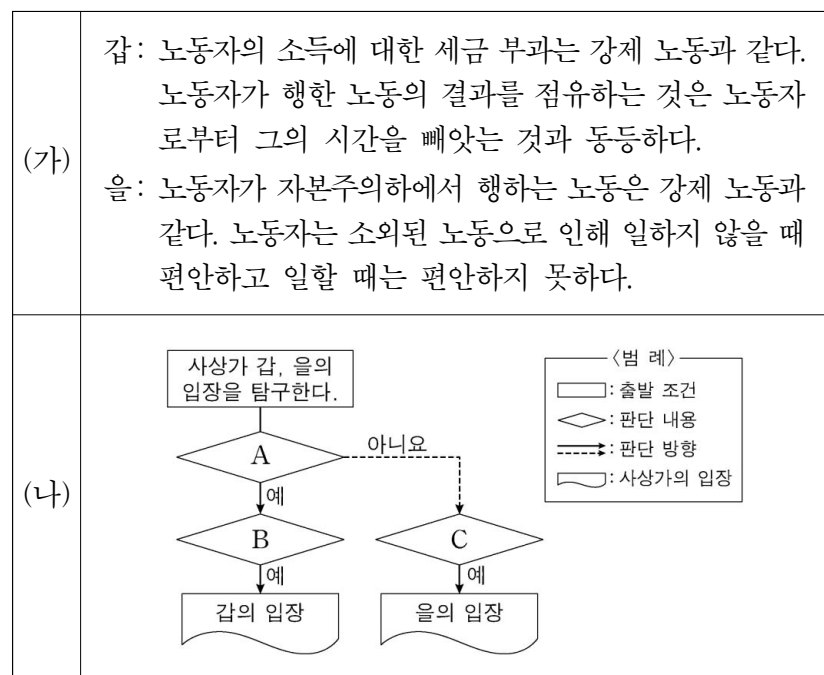 (가)
갑: 노동자의 소득에 대한 세금 부과는 강제 노동과 같다.
노동자가 행한 노동의 결과를 점유하는 것은 노동자
로부터 그의 시간을 빼앗는 것과 동등하다.
을: 노동자가 자본주의하에서 행하는 노동은 강제 노동과
같다. 노동자는 소외된 노동으로 인해 일하지 않을 때
편안하고 일할 때는 편안하지 못하다.
(나)
사상가 갑, 을의
입장을 탐구한다.
A
아니요
예
B
C
예
예
갑의 입장
을의 입장
〈범 례〉
: 출발 조건
: 판단 내용
: 판단 방향
: 사상가의 입장